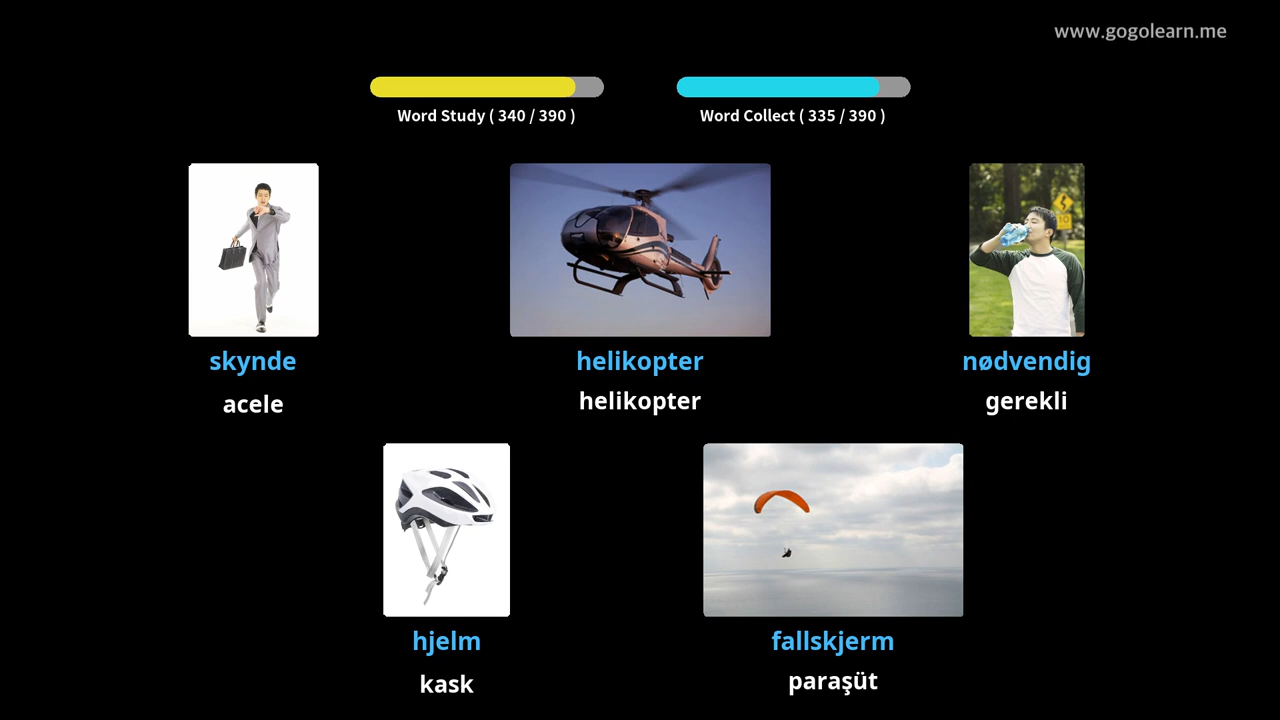 www.gogolearn.me
Word Study ( 340 / 390 )
Word Collect ( 335 / 390 )
skynde
acele
helikopter
helikopter
nødvendig
gerekli
hjelm
kask
fallskjerm
paraşüt